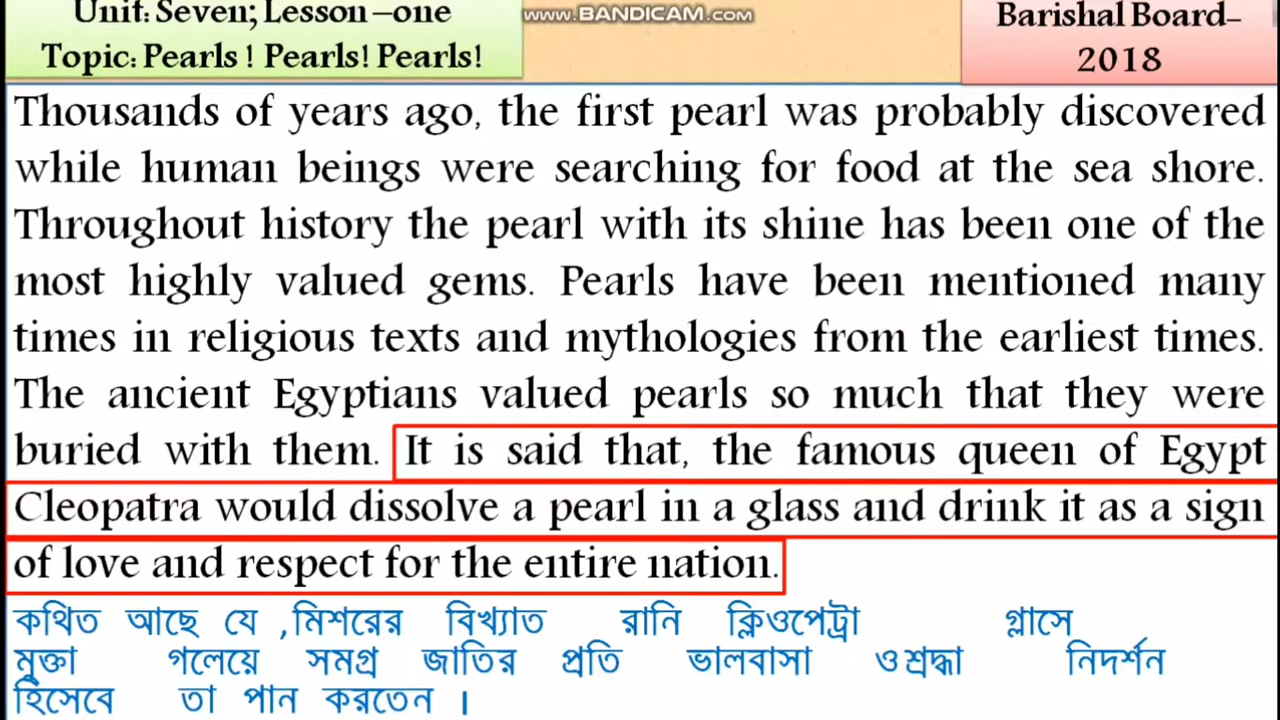 Unit: Seven; Lesson –one
www.BANDICAM.com
Barishal Board–
Topic: Pearls ! Pearls! Pearls!
2018
Thousands of years ago, the first pearl was probably discovered
while human beings were searching for food at the sea shore.
Throughout history the pearl with its shine has been one of the
most highly valued gems. Pearls have been mentioned many
times in religious texts and mythologies from the earliest times.
The ancient Egyptians valued pearls so much that they were
buried with them. It is said that, the famous queen of Egypt
Cleopatra would dissolve a pearl in a glass and drink it as a sign
of love and respect for the entire nation.
কথিত আছে যে ,মিশরের বিখ্যাত রানি ক্লিওপেট্রা গ্লাসে
মুক্তা গলেয়ে সমগ্র জাতির প্রতি ভালবাসা ও শ্রদ্ধা নিদর্শন
হিসেবে তা পান করতেন ।